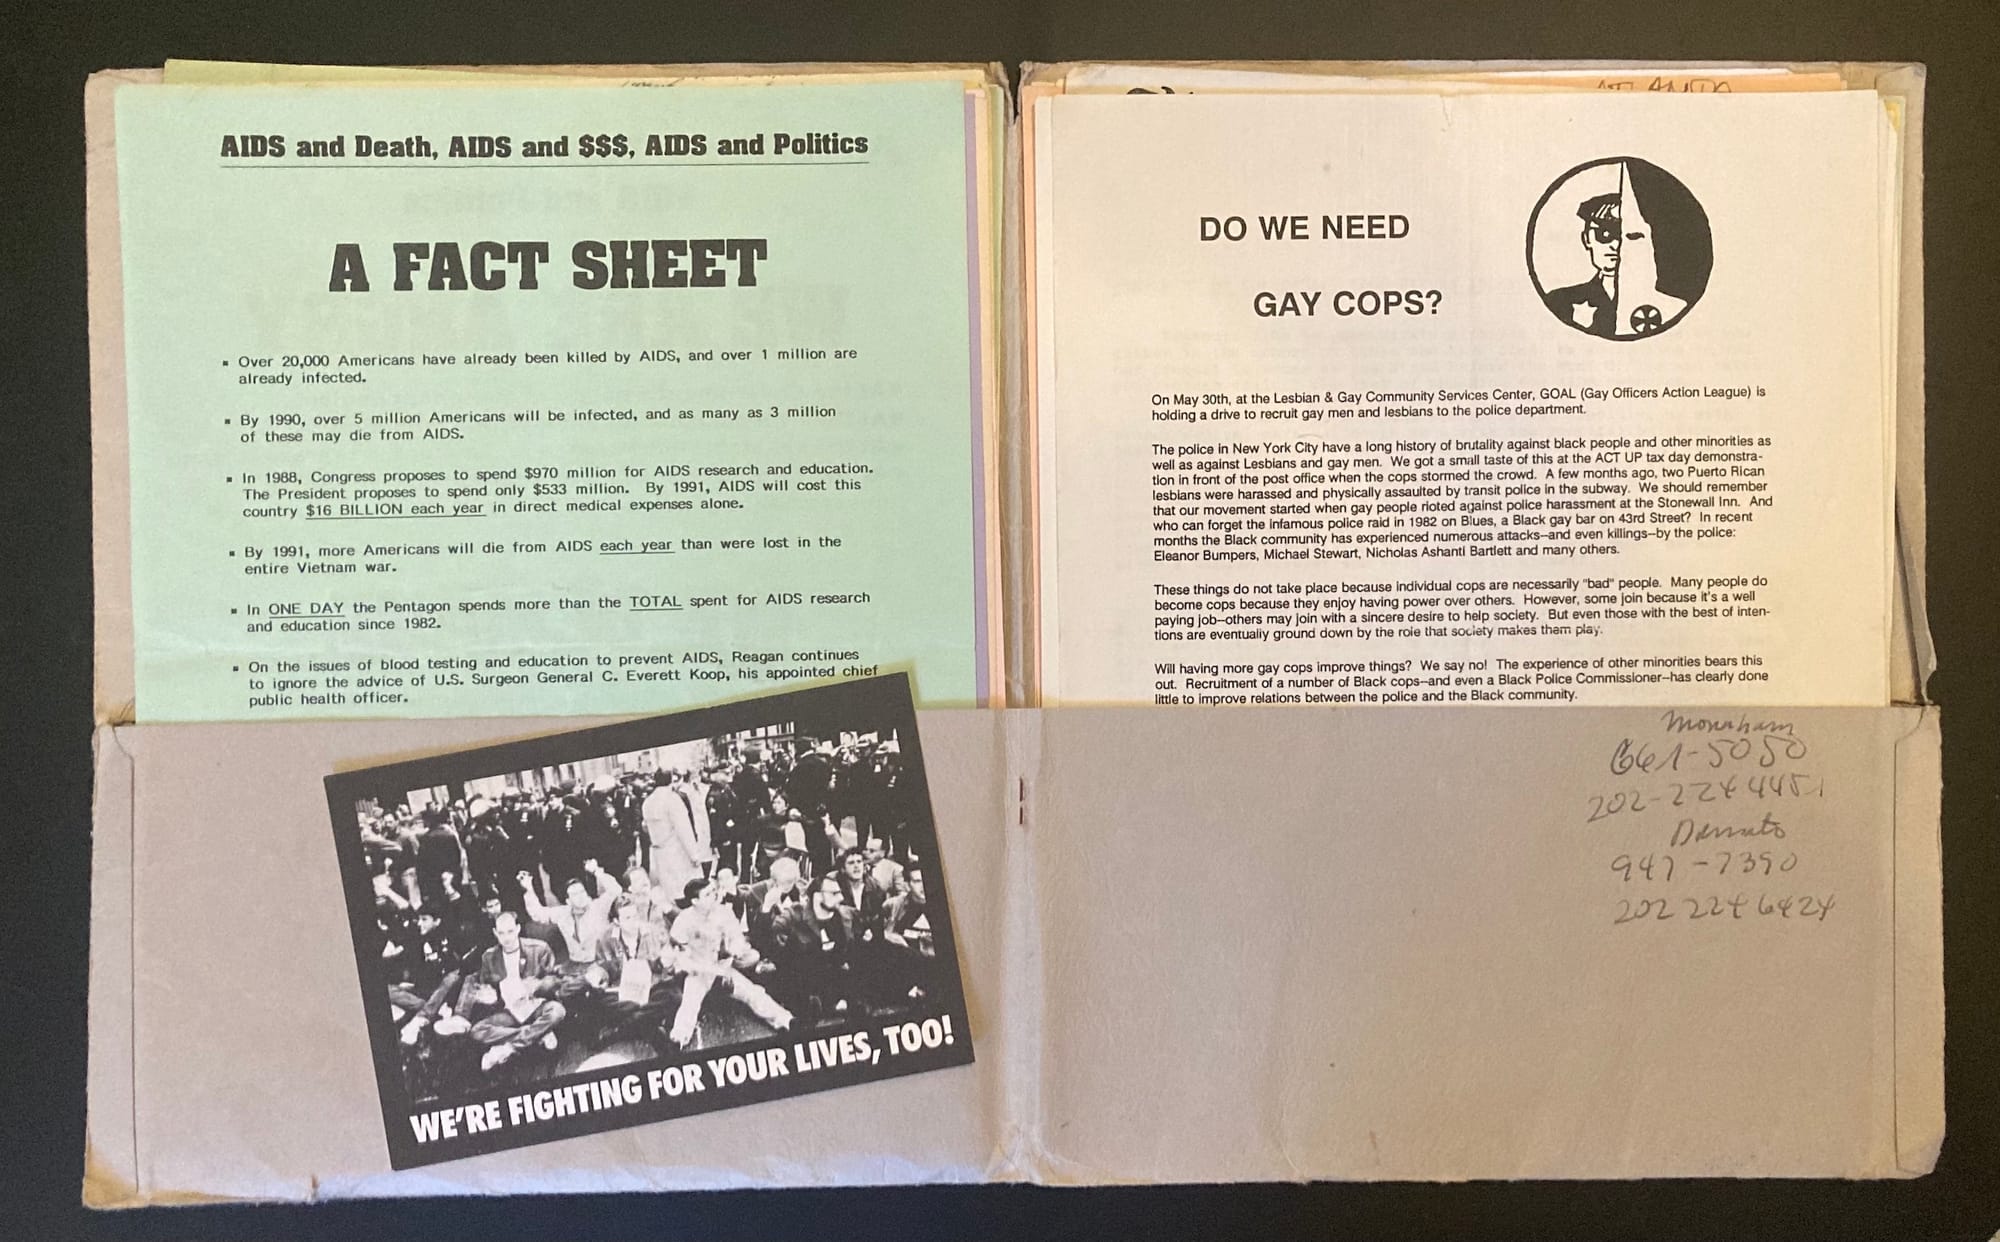 AIDS and Death, AIDS and $$$, AIDS and Politics
A FACT SHEET
▪ Over 20,000 Americans have already been killed by AIDS, and over 1 million are
already infected.
▪ By 1990, over 5 million Americans will be infected, and as many as 3 million
of these may die from AIDS.
▪ In 1988, Congress proposes to spend $970 million for AIDS research and education.
The President proposes to spend only $533 million. By 1991, AIDS will cost this
country $16 BILLION each year in direct medical expenses alone.
▪ By 1991, more Americans will die from AIDS each year than were lost in the
entire Vietnam war.
▪ In ONE DAY the Pentagon spends more than the TOTAL spent for AIDS research
and education since 1982.
▪ On the issues of blood testing and education to prevent AIDS, Reagan continues
to ignore the advice of U.S. Surgeon General C. Everett Koop, his appointed chief
public health officer.
WE'RE FIGHTING FOR YOUR LIVES, TOO!
DO WE NEED
GAY COPS?
On May 30th, at the Lesbian & Gay Community Services Center, GOAL (Gay Officers Action League) is
holding a drive to recruit gay men and lesbians to the police department.
The police in New York City have a long history of brutality against black people and other minorities as
well as against Lesbians and gay men. We got a small taste of this at the ACT UP tax day demonstra-
tion in front of the post office when the cops stormed the crowd. A few months ago, two Puerto Rican
lesbians were harassed and physically assaulted by transit police in the subway. We should remember
that our movement started when gay people rioted against police harassment at the Stonewall Inn. And
who can forget the infamous police raid in 1982 on Blues, a Black gay bar on 43rd Street? In recent
months the Black community has experienced numerous attacks--and even killings--by the police:
Eleanor Bumpers, Michael Stewart, Nicholas Ashanti Bartlett and many others.
These things do not take place because individual cops are necessarily "bad" people. Many people do
become cops because they enjoy having power over others. However, some join because it's a well
paying job--others may join with a sincere desire to help society. But even those with the best of inten-
tions are eventually ground down by the role that society makes them play.
Will having more gay cops improve things? We say no! The experience of other minorities bears this
out. Recruitment of a number of Black cops--and even a Black Police Commissioner--has clearly done
little to improve relations between the police and the Black community.
661-5050
202-224 4451
947-7390
202 224 6424